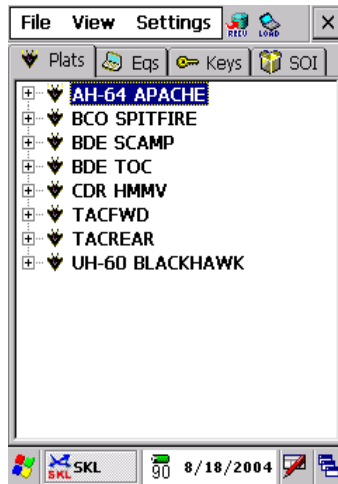 File View Settings RECV LOAD
Plats Eqs Keys SOI
AH-64 APACHE
BCO SPITFIRE
BDE SCAMP
BDE TOC
CDR HMMV
TACFWD
TACREAR
UH-60 BLACKHAWK
SKL SKL 90 8/18/2004